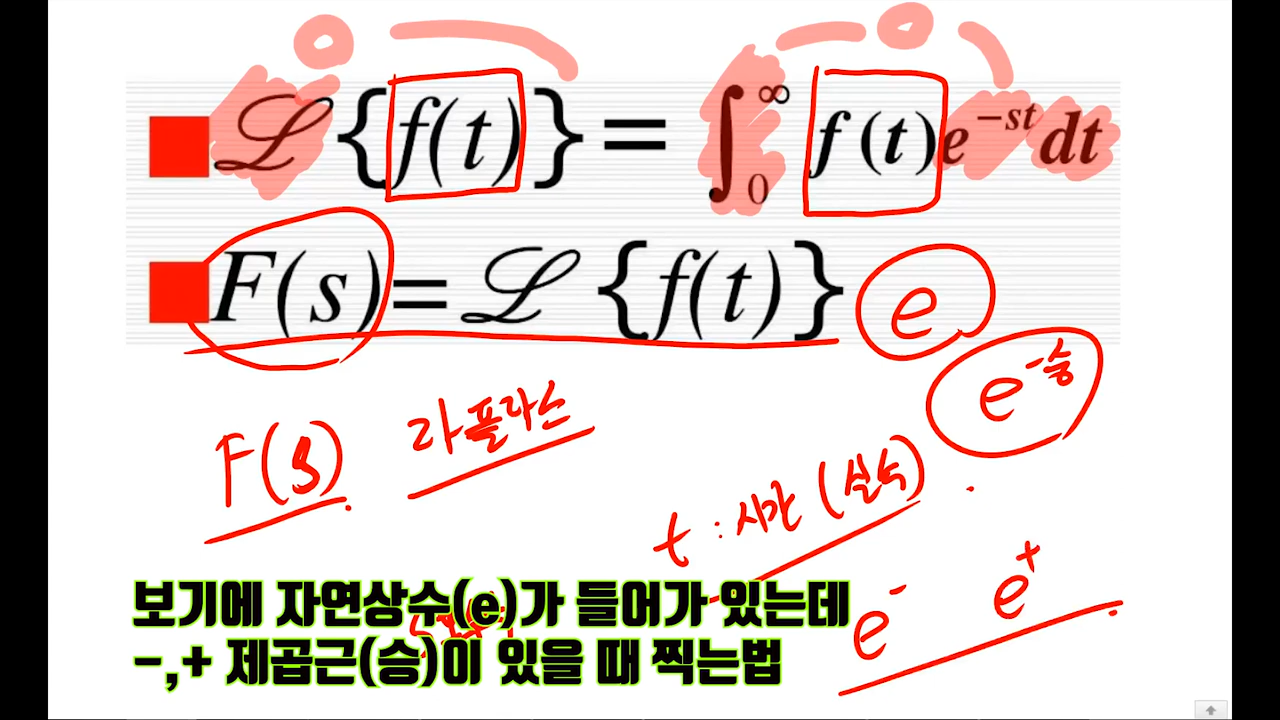 ℒ{f(t)} = ∫₀^∞ f(t)e^{-st}dt
F(s) = ℒ {f(t)}
e
e^{-승}
F(s) 라플라스
t : 시간 (실수)
e^- e^+
보기에 자연상수(e)가 들어가 있는데
-,+ 제곱근(승)이 있을 때 찍는법